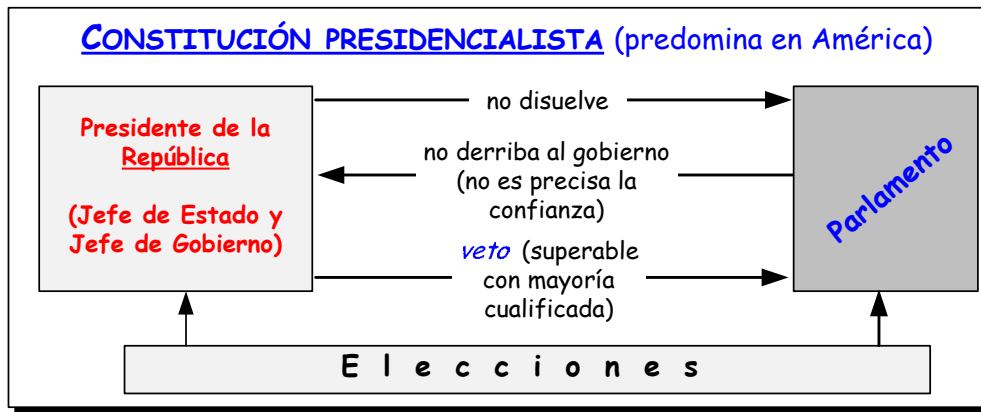 CONSTITUCIÓN PRESIDENCIALISTA (predomina en América)
Presidente de la
República
(Jefe de Estado y
Jefe de Gobierno)
no disuelve
no derriba al gobierno
(no es precisa la
confianza)
veto (superable
con mayoría
cualificada)
Parlamento
Elecciones